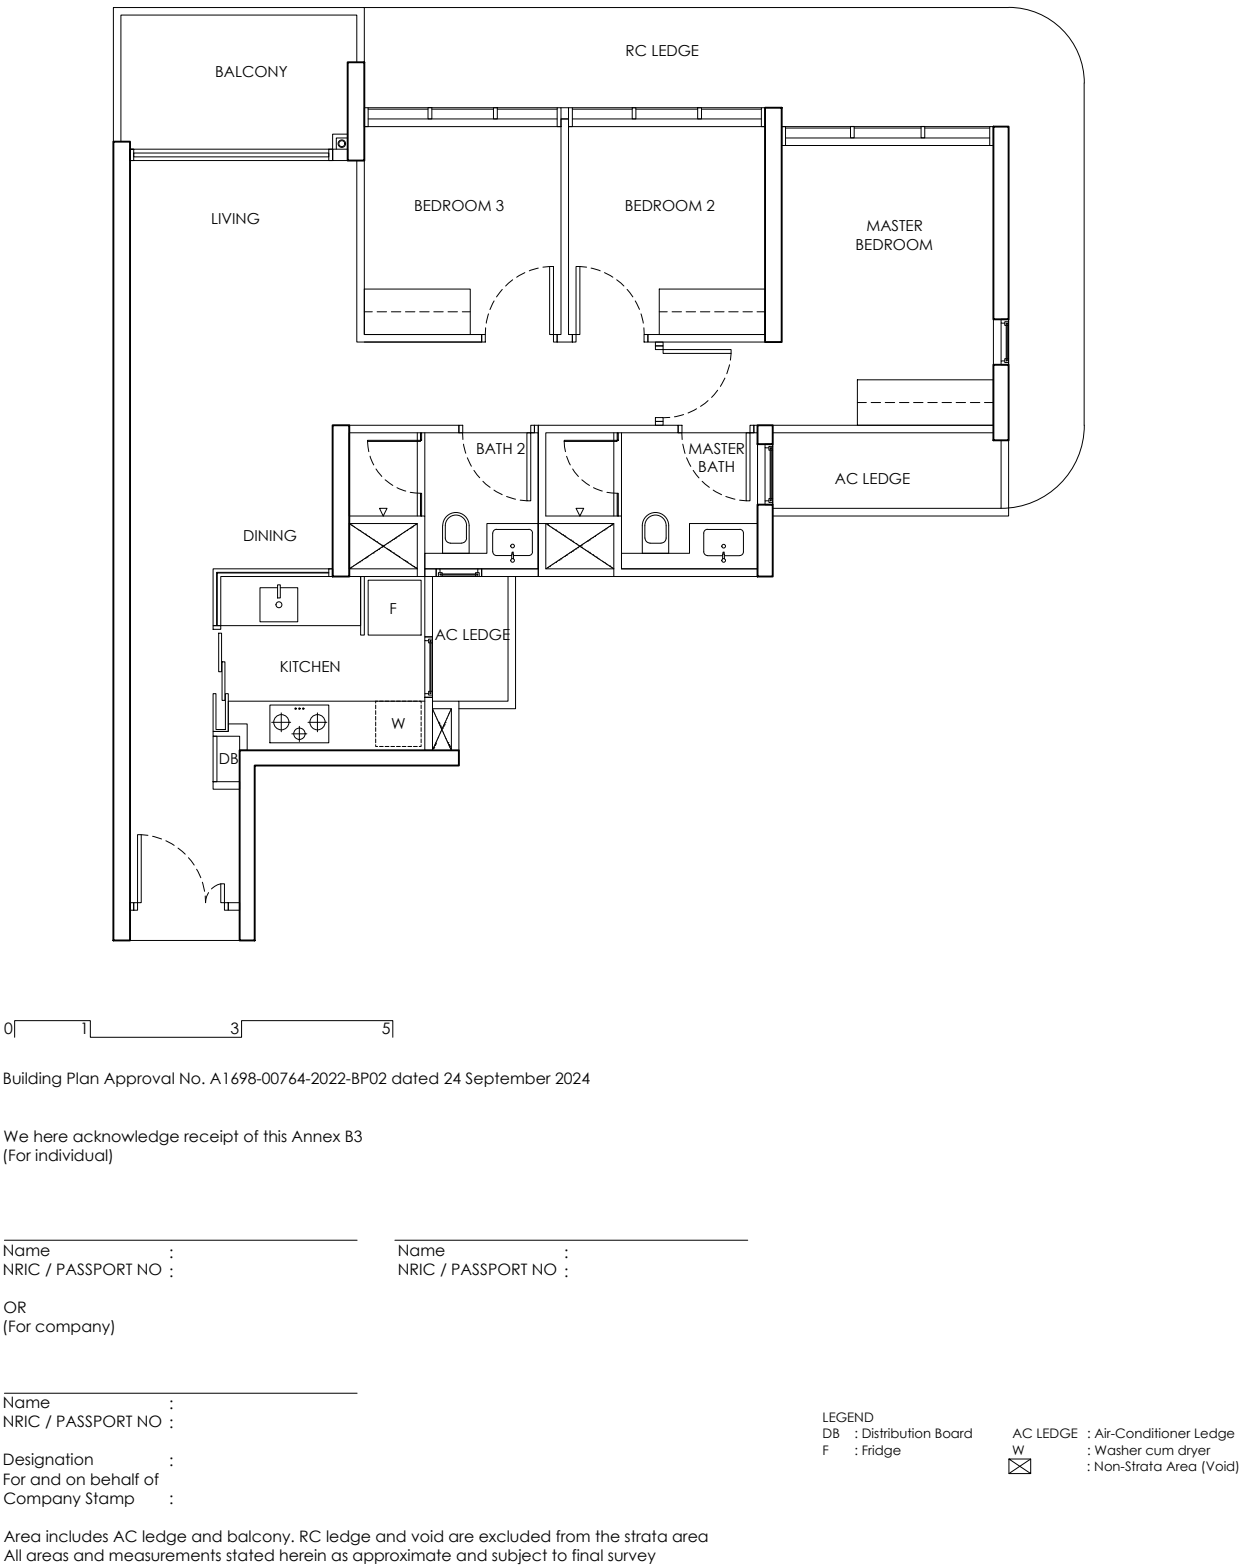 RC LEDGE
BALCONY
LIVING
BEDROOM 3
BEDROOM 2
MASTER
BEDROOM
BATH 2
MASTER
BATH
AC LEDGE
DINING
F
AC LEDGE
KITCHEN
W
DB
0 1 3 5
Building Plan Approval No. A1698-00764-2022-BP02 dated 24 September 2024
We here acknowledge receipt of this Annex B3
(For individual)
Name : Name :
NRIC / PASSPORT NO : NRIC / PASSPORT NO :
OR
(For company)
Name :
NRIC / PASSPORT NO :
Designation :
For and on behalf of
Company Stamp :
LEGEND
DB : Distribution Board AC LEDGE : Air-Conditioner Ledge
F : Fridge W : Washer cum dryer
: Non-Strata Area (Void)
Area includes AC ledge and balcony. RC ledge and void are excluded from the strata area
All areas and measurements stated herein as approximate and subject to final survey